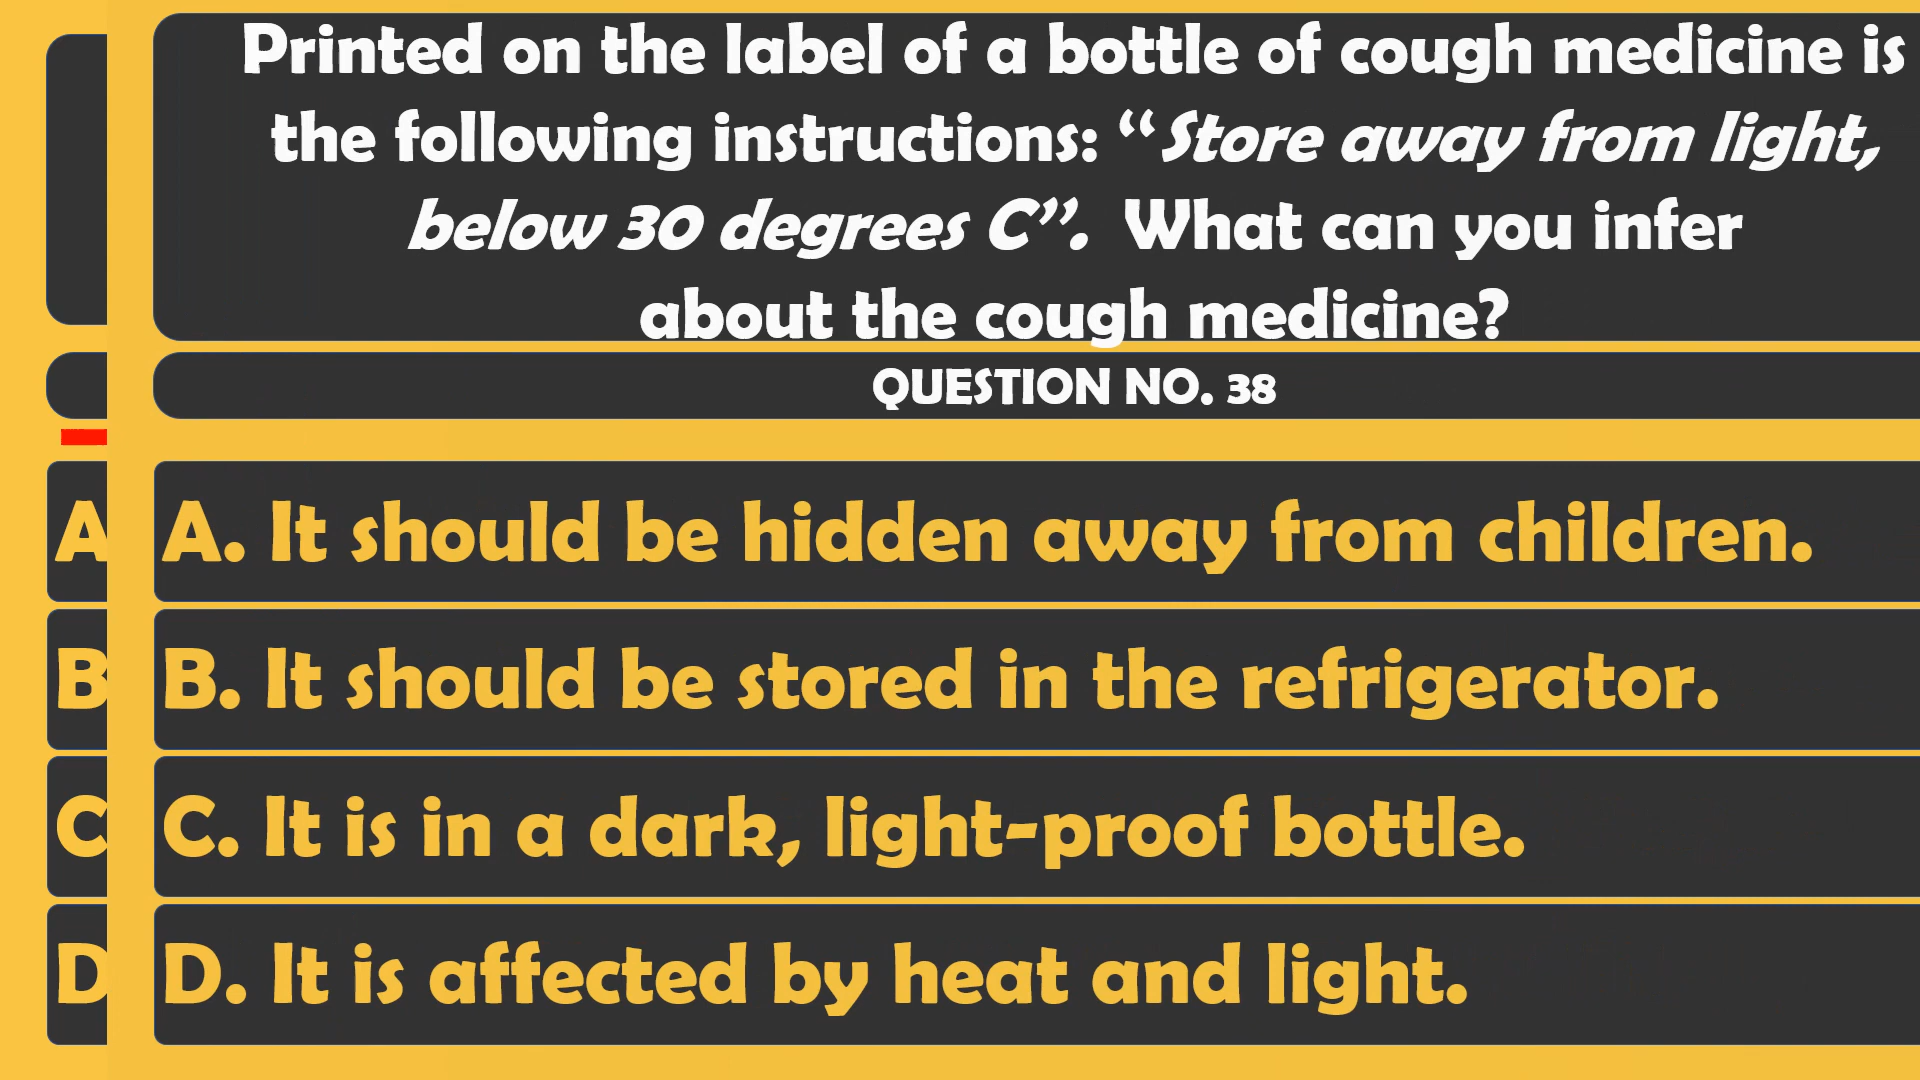 Printed on the label of a bottle of cough medicine is
the following instructions: “Store away from light,
below 30 degrees C”. What can you infer
about the cough medicine?
QUESTION NO. 38
A
A. It should be hidden away from children.
B
B. It should be stored in the refrigerator.
C
C. It is in a dark, light-proof bottle.
D
D. It is affected by heat and light.